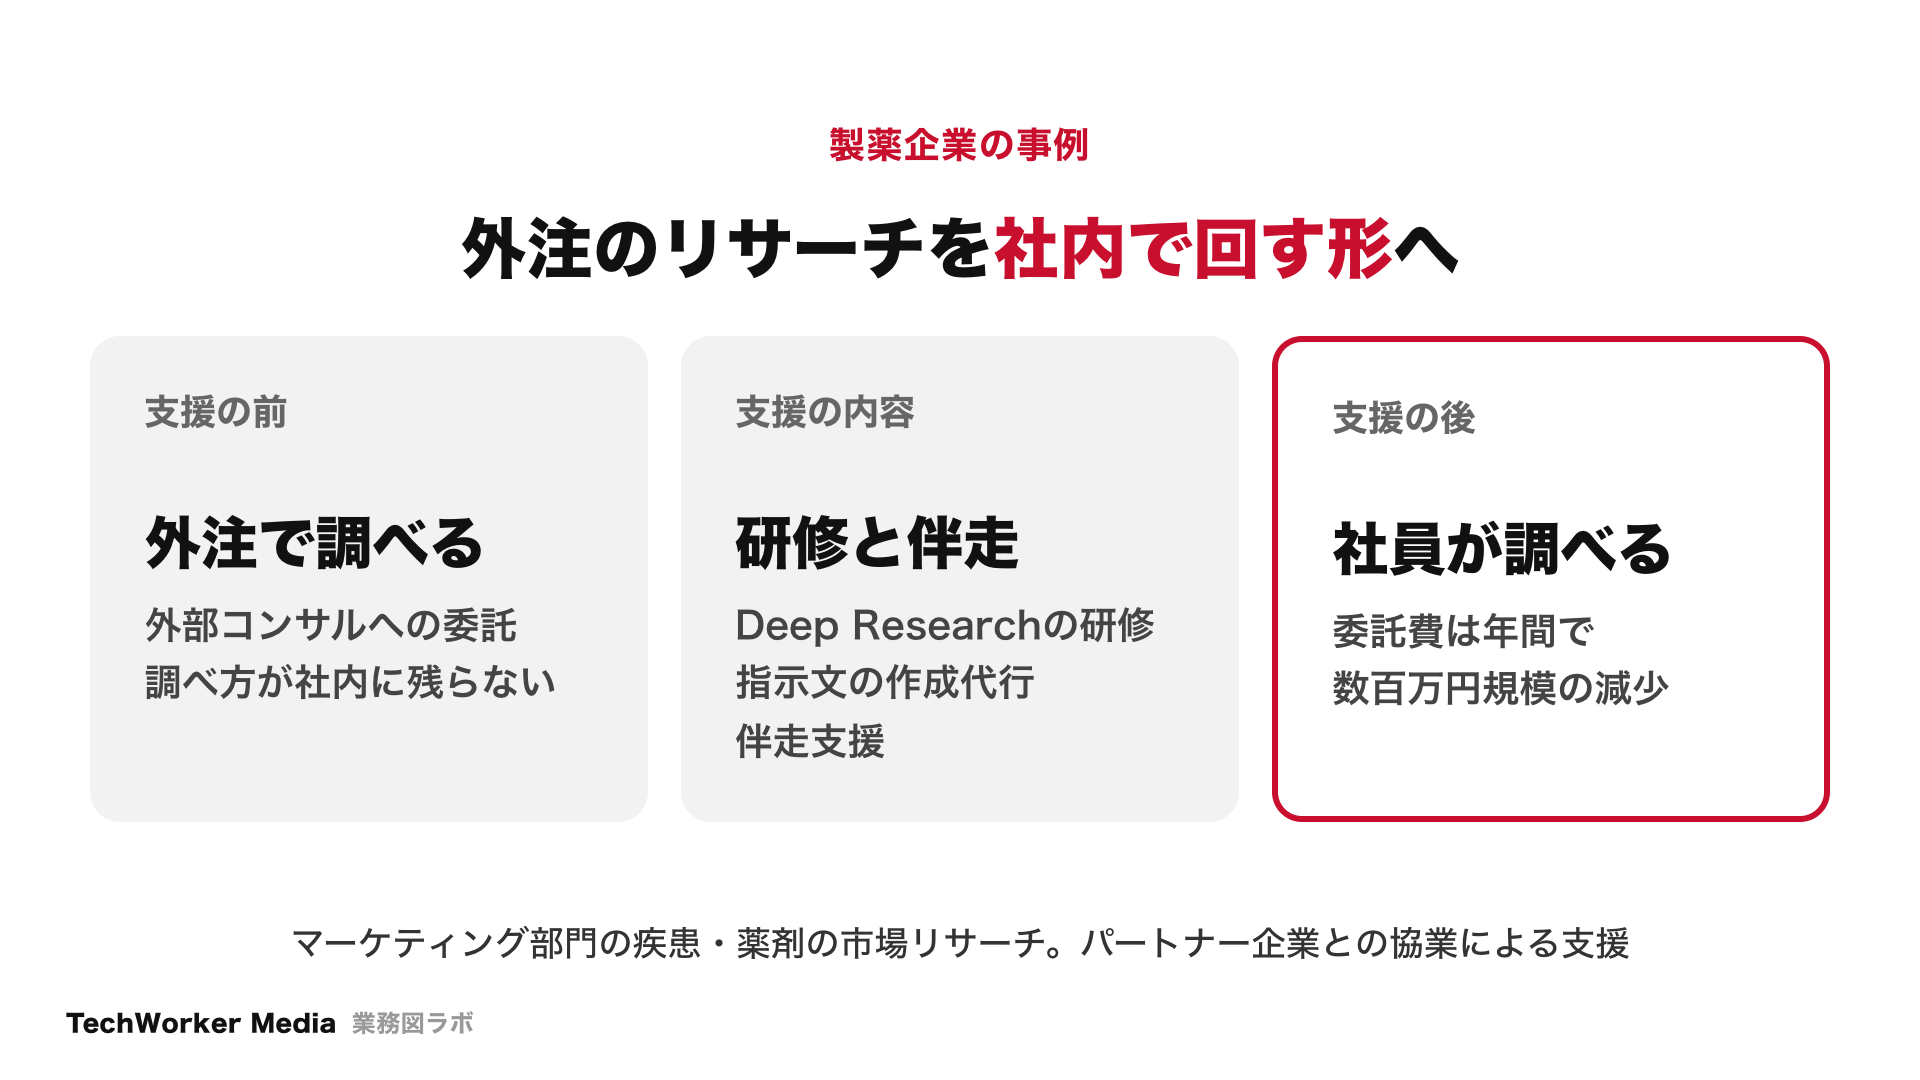 製薬企業の事例
外注のリサーチを社内で回す形へ
支援の前
外注で調べる
外部コンサルへの委託
調べ方が社内に残らない
支援の内容
研修と伴走
Deep Researchの研修
指示文の作成代行
伴走支援
支援の後
社員が調べる
委託費は年間で
数百万円規模の減少
マーケティング部門の疾患・薬剤の市場リサーチ。パートナー企業との協業による支援
TechWorker Media 業務図ラボ